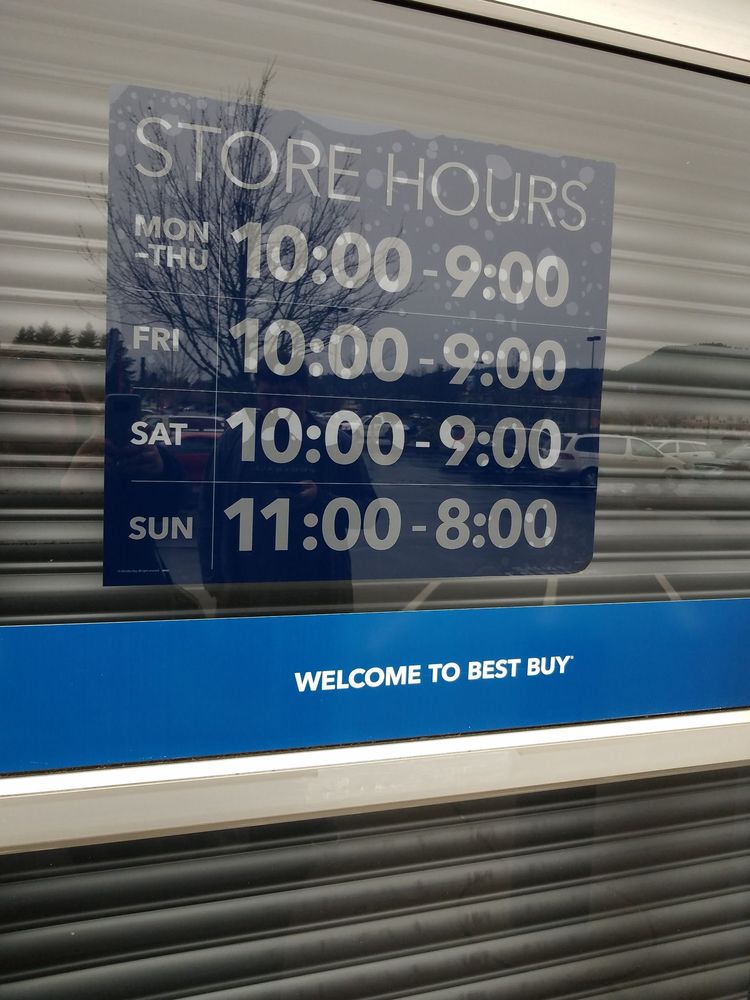 STORE HOURS
MON
-THU 10:00 - 9:00
FRI 10:00 - 9:00
SAT 10:00 - 9:00
SUN 11:00 - 8:00
WELCOME TO BEST BUY